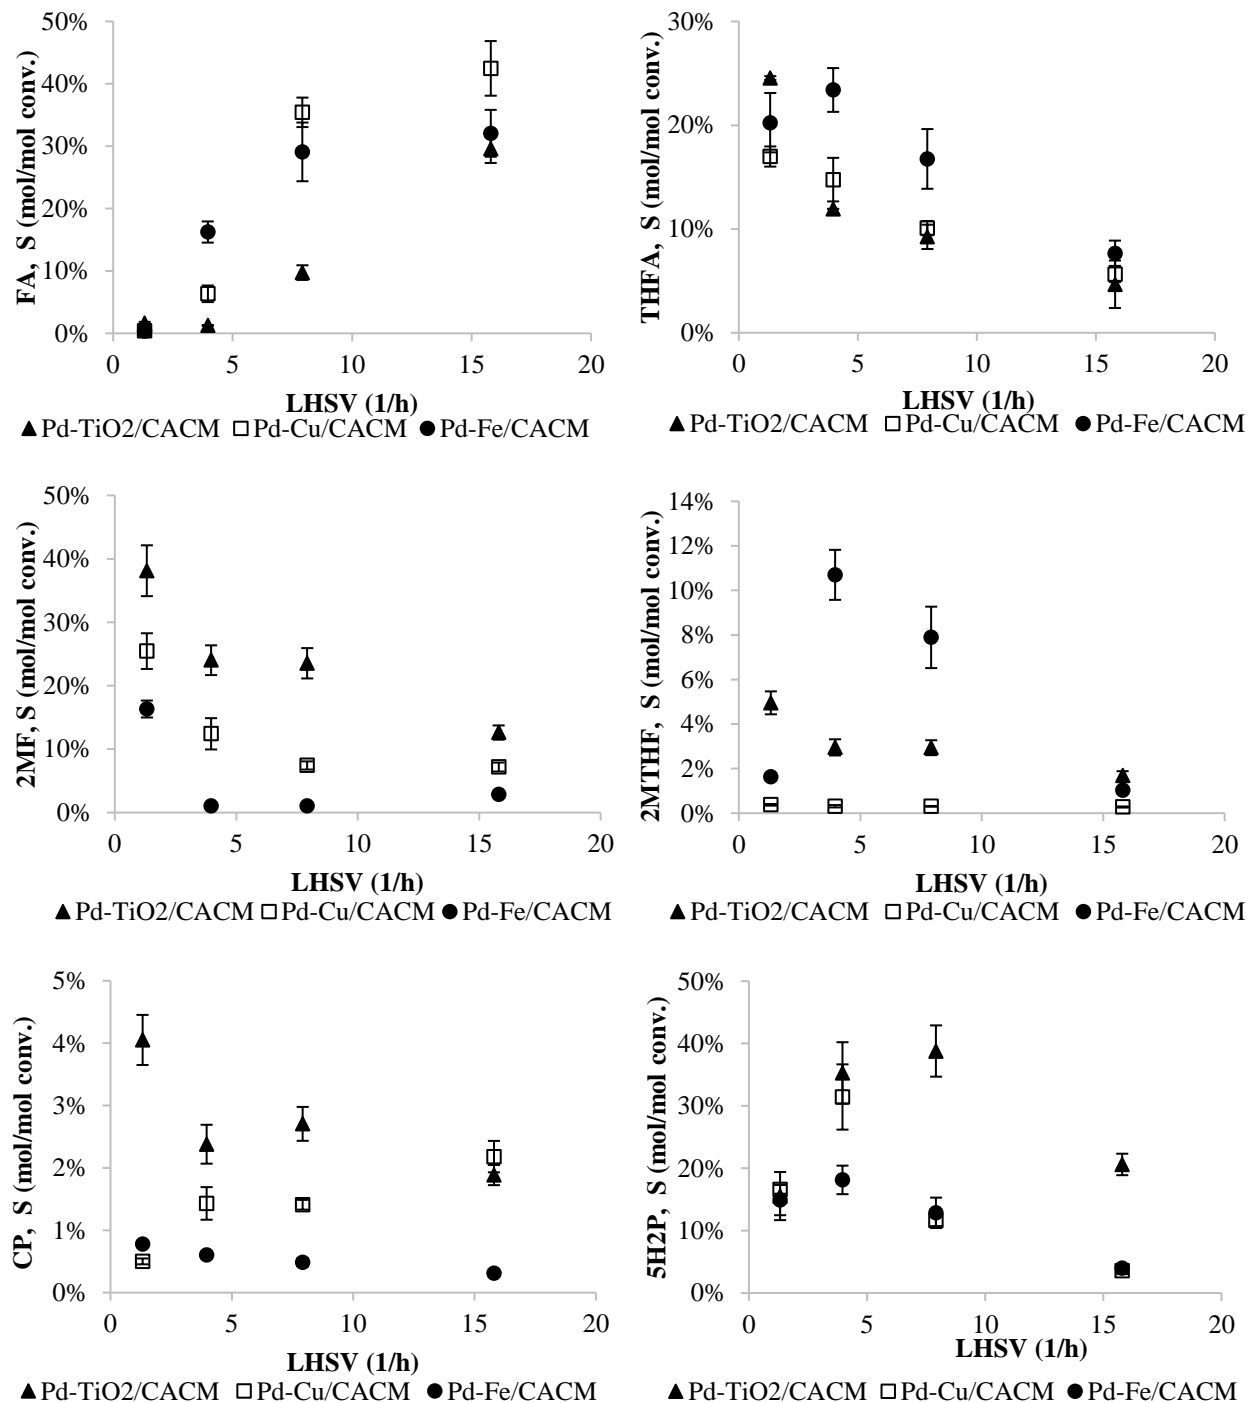 FA, S (mol/mol conv.)
50%
40%
30%
20%
10%
0%
0 5 10 15 20
LHSV (1/h)
Pd-TiO2/CACM Pd-Cu/CACM Pd-Fe/CACM
THFA, S (mol/mol conv.)
30%
20%
10%
0%
0 5 10 15 20
LHSV (1/h)
Pd-TiO2/CACM Pd-Cu/CACM Pd-Fe/CACM
2MF, S (mol/mol conv.)
50%
40%
30%
20%
10%
0%
0 5 10 15 20
LHSV (1/h)
Pd-TiO2/CACM Pd-Cu/CACM Pd-Fe/CACM
2MTHF, S (mol/mol conv.)
14%
12%
10%
8%
6%
4%
2%
0%
0 5 10 15 20
LHSV (1/h)
Pd-TiO2/CACM Pd-Cu/CACM Pd-Fe/CACM
CP, S (mol/mol conv.)
5%
4%
3%
2%
1%
0%
0 5 10 15 20
LHSV (1/h)
Pd-TiO2/CACM Pd-Cu/CACM Pd-Fe/CACM
5H2P, S (mol/mol conv.)
50%
40%
30%
20%
10%
0%
0 5 10 15 20
LHSV (1/h)
Pd-TiO2/CACM Pd-Cu/CACM Pd-Fe/CACM